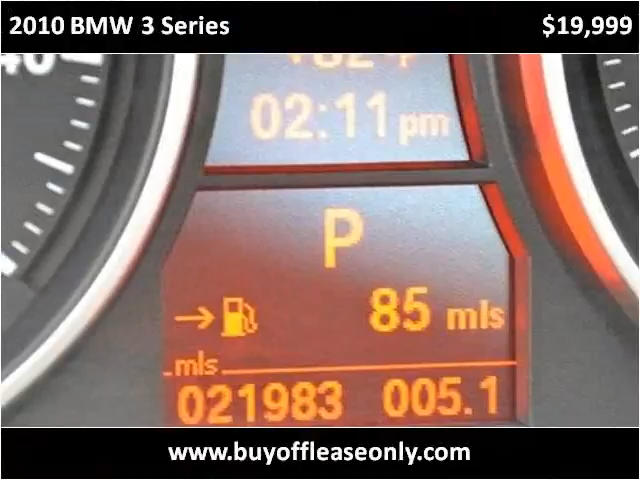 2010 BMW 3 Series $19,999
02:11 pm
P
85 mls
mls
021983 005.1
www.buyoffleaseonly.com